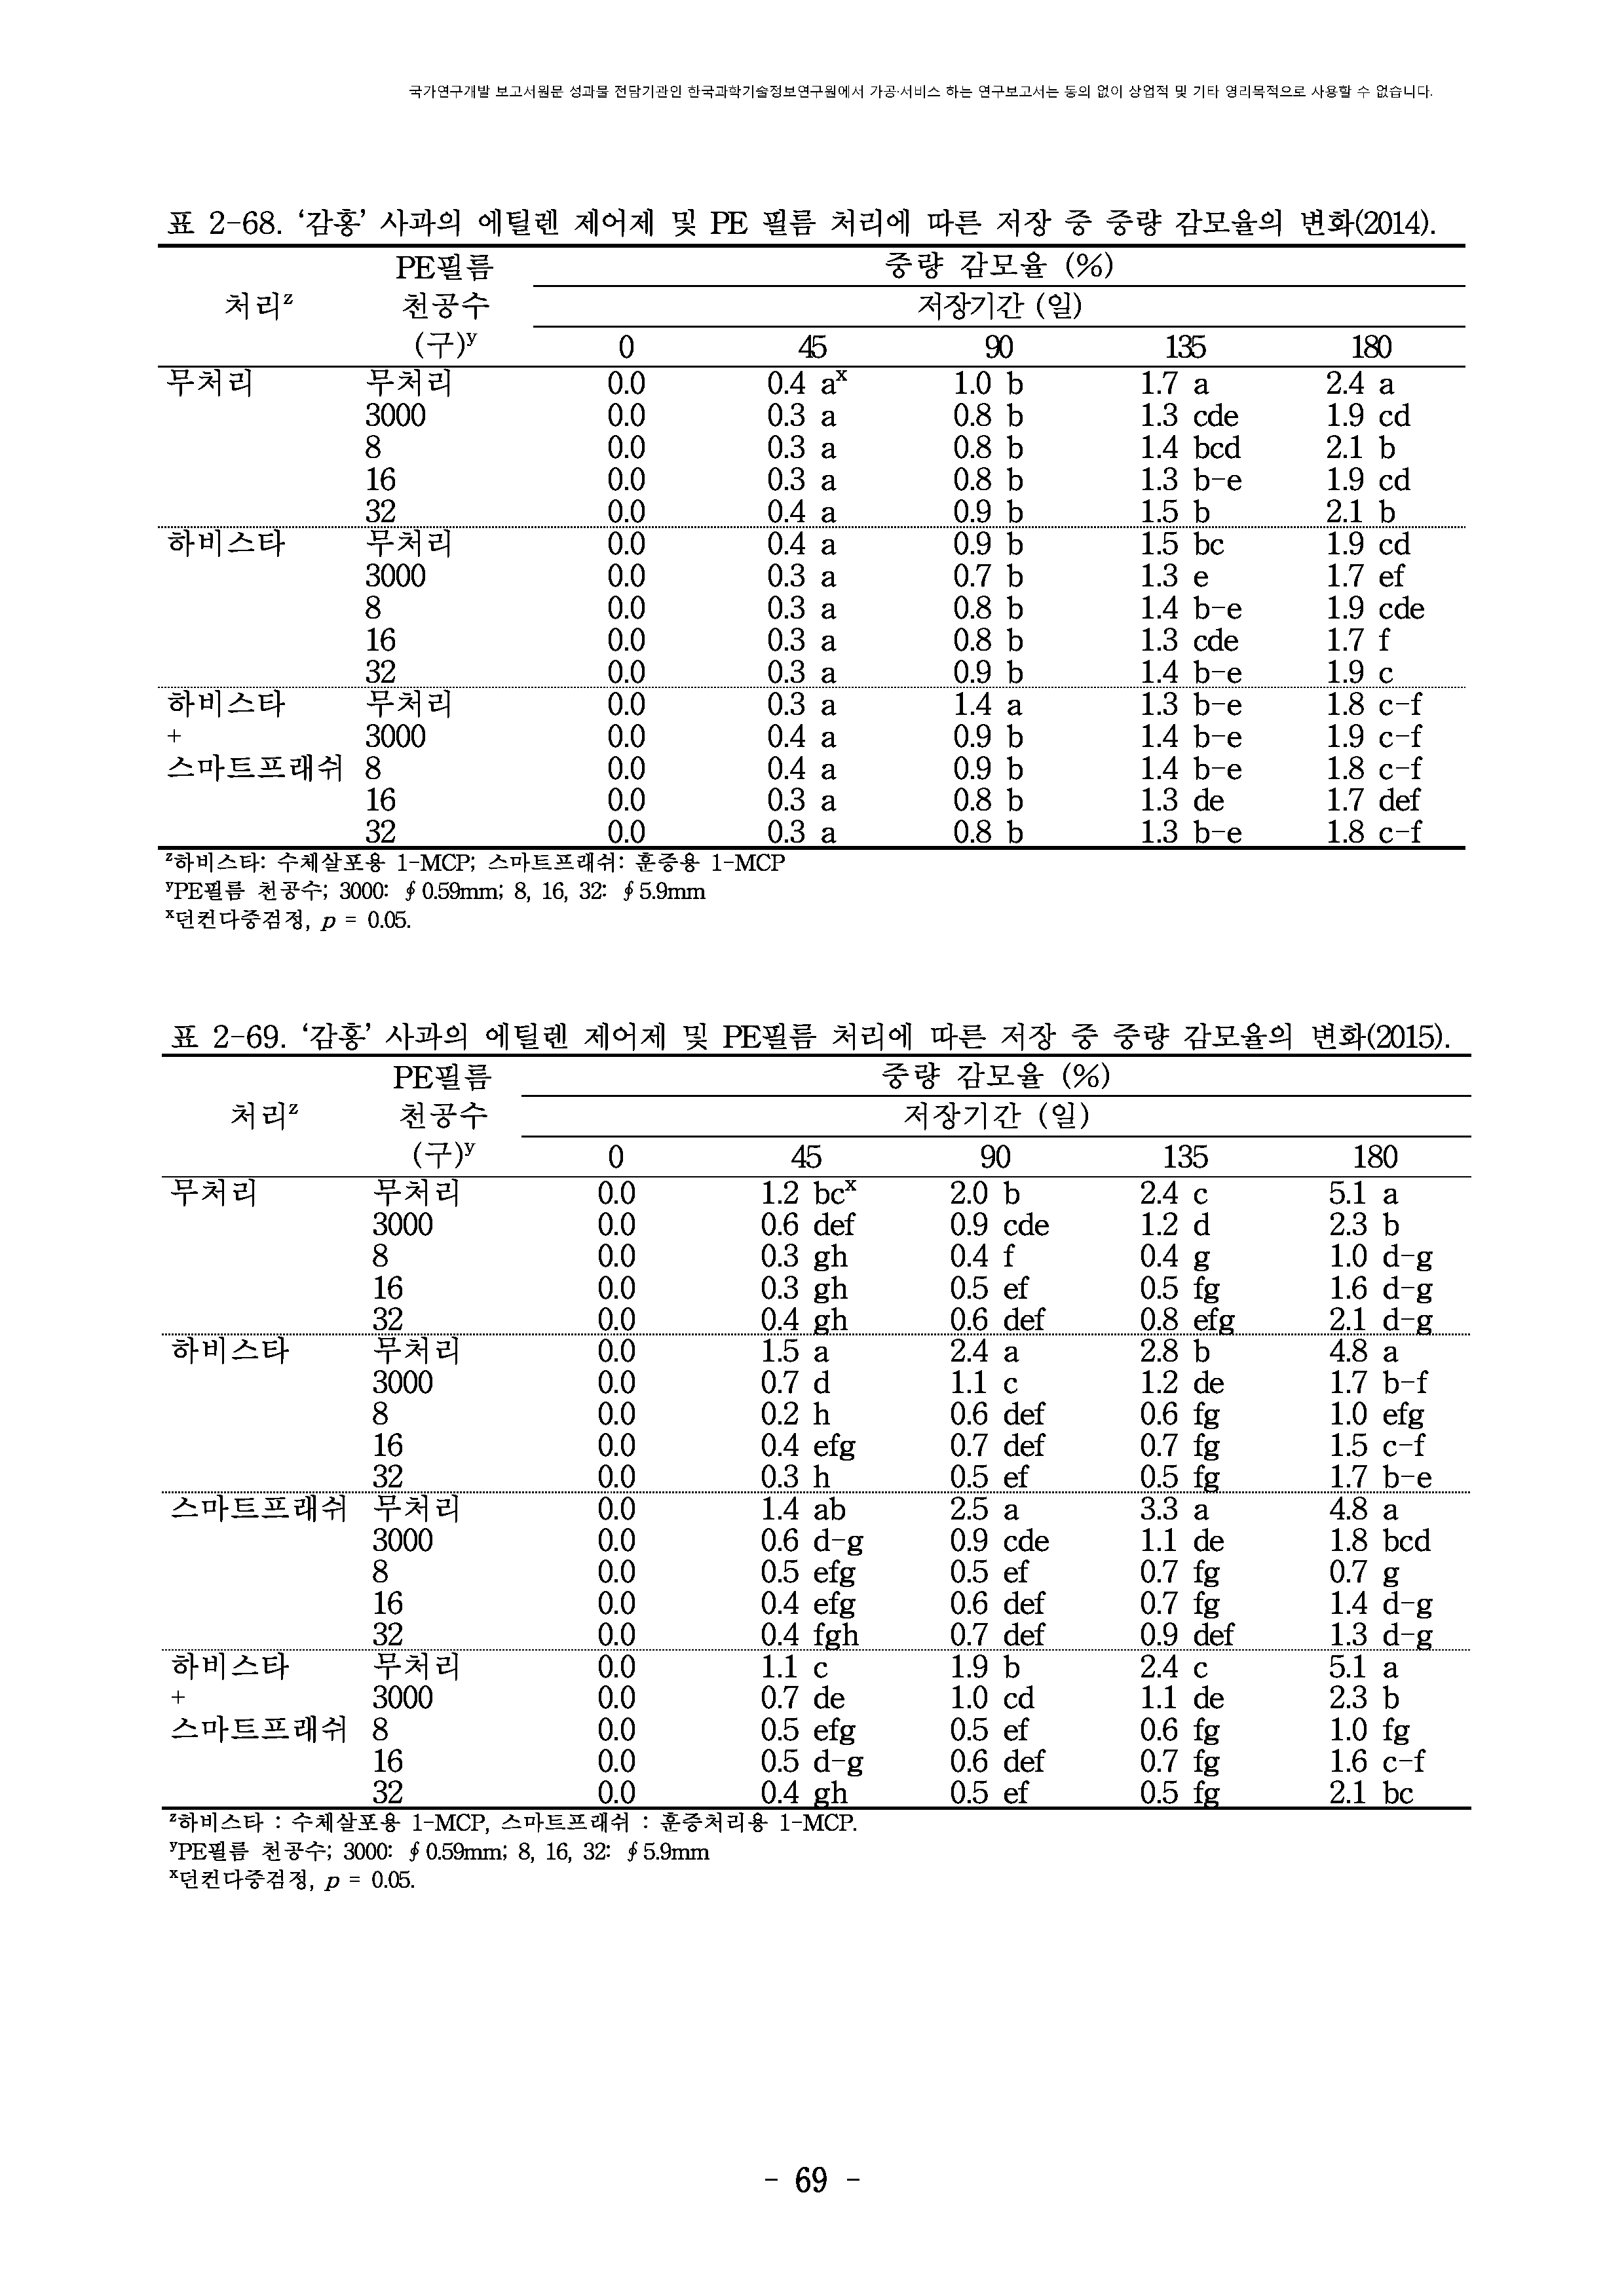 국가연구개발 보고서원문 성과물 전담기관인 한국과학기술정보연구원에서 가공·서비스 하는 연구보고서는 동의 없이 상업적 및 기타 영리목적으로 사용할 수 없습니다.
표 2-68. ‘감홍’ 사과의 에틸렌 제어제 및 PE 필름 처리에 따른 저장 중 중량 감모율의 변화(2014).
처리z PE필름 천공수 (구)y 중량 감모율 (%)
저장기간 (일)
0 45 90 135 180
무처리 무처리 0.0 0.4 ax 1.0 b 1.7 a 2.4 a
3000 0.0 0.3 a 0.8 b 1.3 cde 1.9 cd
8 0.0 0.3 a 0.8 b 1.4 bcd 2.1 b
16 0.0 0.3 a 0.8 b 1.3 b-e 1.9 cd
32 0.0 0.4 a 0.9 b 1.5 b 2.1 b
하비스타 무처리 0.0 0.4 a 0.9 b 1.5 bc 1.9 cd
3000 0.0 0.3 a 0.7 b 1.3 e 1.7 ef
8 0.0 0.3 a 0.8 b 1.4 b-e 1.9 cde
16 0.0 0.3 a 0.8 b 1.3 cde 1.7 f
32 0.0 0.3 a 0.9 b 1.4 b-e 1.9 c
하비스타 무처리 0.0 0.3 a 1.4 a 1.3 b-e 1.8 c-f
+ 3000 0.0 0.4 a 0.9 b 1.4 b-e 1.9 c-f
스마트프래쉬 8 0.0 0.4 a 0.9 b 1.4 b-e 1.8 c-f
16 0.0 0.3 a 0.8 b 1.3 de 1.7 def
32 0.0 0.3 a 0.8 b 1.3 b-e 1.8 c-f
z하비스타: 수체살포용 1-MCP; 스마트프래쉬: 훈증용 1-MCP
yPE필름 천공수; 3000: ∮0.59mm; 8, 16, 32: ∮5.9mm
x던컨다중검정, p = 0.05.
표 2-69. ‘감홍’ 사과의 에틸렌 제어제 및 PE필름 처리에 따른 저장 중 중량 감모율의 변화(2015).
처리z PE필름 천공수 (구)y 중량 감모율 (%)
저장기간 (일)
0 45 90 135 180
무처리 무처리 0.0 1.2 bcx 2.0 b 2.4 c 5.1 a
3000 0.0 0.6 def 0.9 cde 1.2 d 2.3 b
8 0.0 0.3 gh 0.4 f 0.4 g 1.0 d-g
16 0.0 0.3 gh 0.5 ef 0.5 fg 1.6 d-g
32 0.0 0.4 gh 0.6 def 0.8 efg 2.1 d-g
하비스타 무처리 0.0 1.5 a 2.4 a 2.8 b 4.8 a
3000 0.0 0.7 d 1.1 c 1.2 de 1.7 b-f
8 0.0 0.2 h 0.6 def 0.6 fg 1.0 efg
16 0.0 0.4 efg 0.7 def 0.7 fg 1.5 c-f
32 0.0 0.3 h 0.5 ef 0.5 fg 1.7 b-e
스마트프래쉬 무처리 0.0 1.4 ab 2.5 a 3.3 a 4.8 a
3000 0.0 0.6 d-g 0.9 cde 1.1 de 1.8 bcd
8 0.0 0.5 efg 0.5 ef 0.7 fg 0.7 g
16 0.0 0.4 efg 0.6 def 0.7 fg 1.4 d-g
32 0.0 0.4 fgh 0.7 def 0.9 def 1.3 d-g
하비스타 무처리 0.0 1.1 c 1.9 b 2.4 c 5.1 a
+ 3000 0.0 0.7 de 1.0 cd 1.1 de 2.3 b
스마트프래쉬 8 0.0 0.5 efg 0.5 ef 0.6 fg 1.0 fg
16 0.0 0.5 d-g 0.6 def 0.7 fg 1.6 c-f
32 0.0 0.4 gh 0.5 ef 0.5 fg 2.1 bc
z하비스타 : 수체살포용 1-MCP, 스마트프래쉬 : 훈증처리용 1-MCP.
yPE필름 천공수; 3000: ∮0.59mm; 8, 16, 32: ∮5.9mm
x던컨다중검정, p = 0.05.
- 69 -